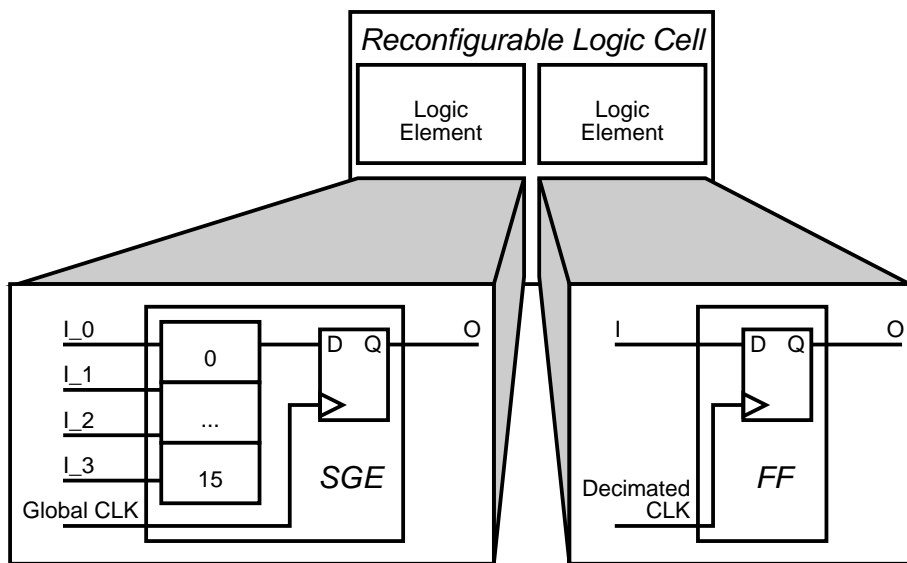 Reconfigurable Logic Cell
Logic
Element
Logic
Element
I_0
I_1
I_2
I_3
Global CLK
0
...
15
D Q
O
SGE
I
Decimated
CLK
D Q
O
FF